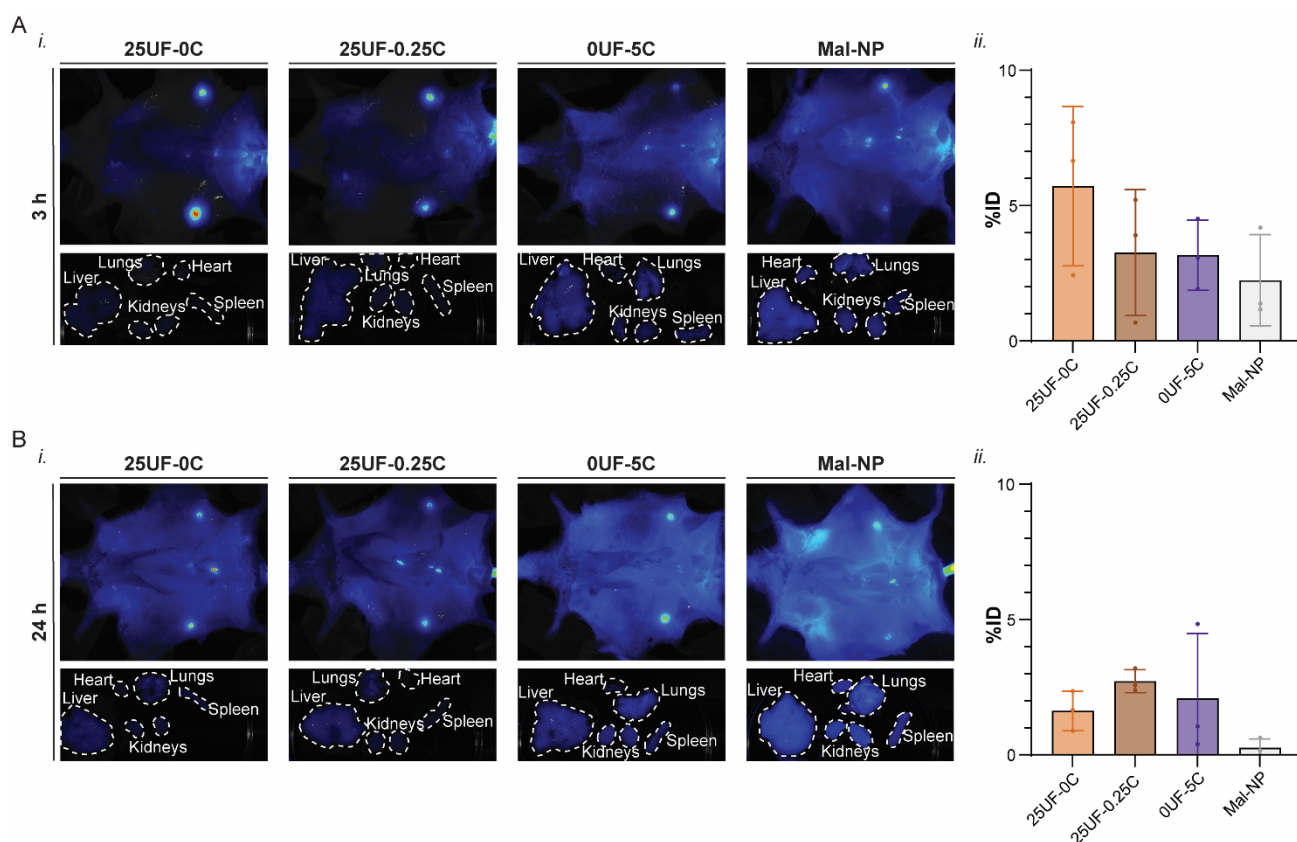 A
i.
25UF-0C
25UF-0.25C
0UF-5C
Mal-NP
3 h
Lungs
Heart
Liver
Spleen
Kidneys
Liver
Heart
Lungs
Spleen
Kidneys
Liver
Heart
Lungs
Kidneys
Spleen
Heart
Lungs
Liver
Spleen
Kidneys
ii.
%ID
10
5
0
25UF-0C
25UF-0.25C
0UF-5C
Mal-NP
B
i.
25UF-0C
25UF-0.25C
0UF-5C
Mal-NP
24 h
Heart
Lungs
Liver
Spleen
Kidneys
Lungs
Heart
Liver
Kidneys
Spleen
Heart
Liver
Lungs
Kidneys
Spleen
Heart
Lungs
Liver
Kidneys
Spleen
ii.
%ID
10
5
0
25UF-0C
25UF-0.25C
0UF-5C
Mal-NP